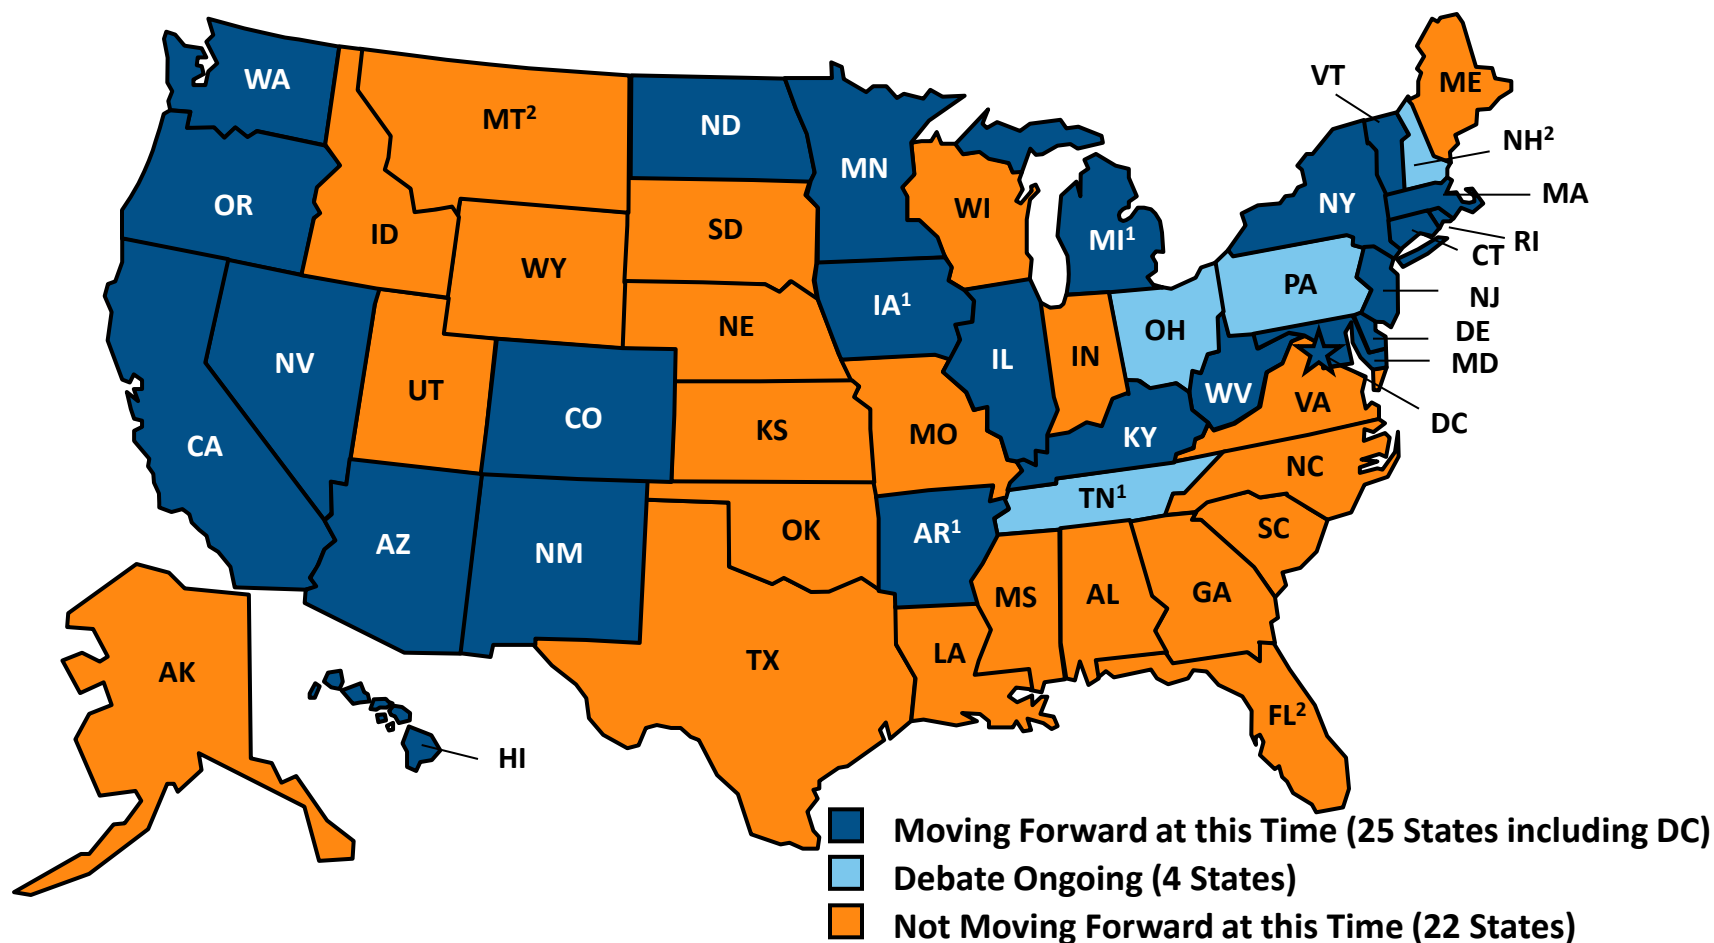 WA
MT²
ND
MN
VT
ME
NH²
OR
ID
WY
SD
WI
MI¹
NY
MA
RI
CT
NV
UT
NE
IA¹
IL
IN
OH
PA
NJ
DE
MD
CA
CO
KS
MO
KY
WV
VA
DC
AZ
NM
OK
AR¹
TN¹
NC
SC
AK
HI
TX
LA
MS
AL
GA
FL²
Moving Forward at this Time (25 States including DC)
Debate Ongoing (4 States)
Not Moving Forward at this Time (22 States)